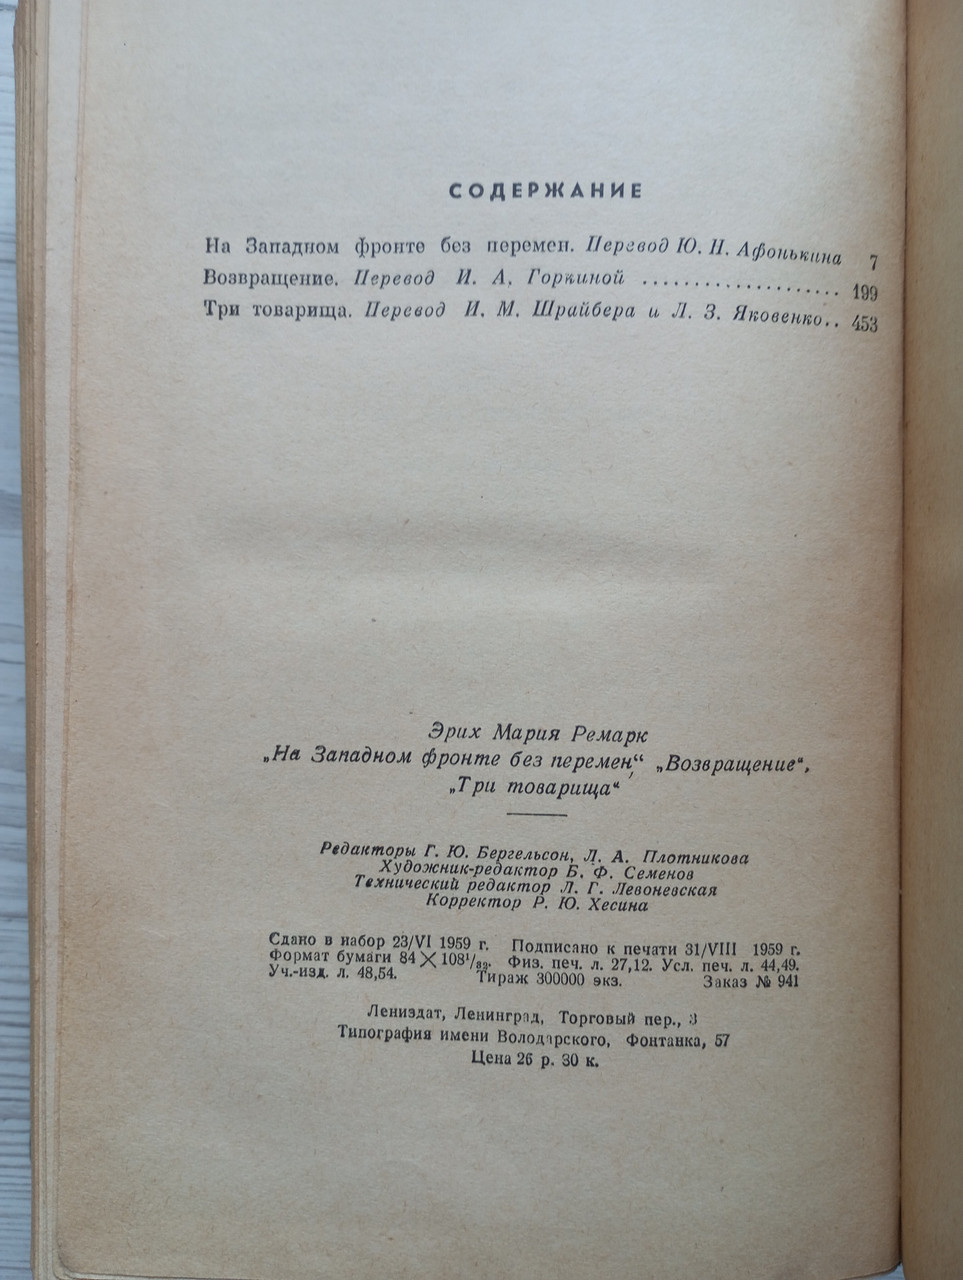 СОДЕРЖАНИЕ
На Западном фронте без перемен. Перевод Ю. Н. Афонькина 7
Возвращение. Перевод И. А. Горкиной .................... 199
Три товарища. Перевод И. М. Шрайбера и Л. З. Яковенко.. 453
Эрих Мария Ремарк
„На Западном фронте без перемен“ „Возвращение“,
„Три товарища“
Редакторы Г. Ю. Бергельсон, Л. А. Плотникова
Художник-редактор Б. Ф. Семенов
Технический редактор Л. Г. Левоневская
Корректор Р. Ю. Хесина
Сдано в набор 23/VI 1959 г. Подписано к печати 31/VIII 1959 г.
Формат бумаги 84×108¹/₃₂. Физ. печ. л. 27,12. Усл. печ. л. 44,49.
Уч.-изд. л. 48,54. Тираж 300000 экз. Заказ № 941
Лениздат, Ленинград, Торговый пер., 3
Типография имени Володарского, Фонтанка, 57
Цена 26 р. 30 к.